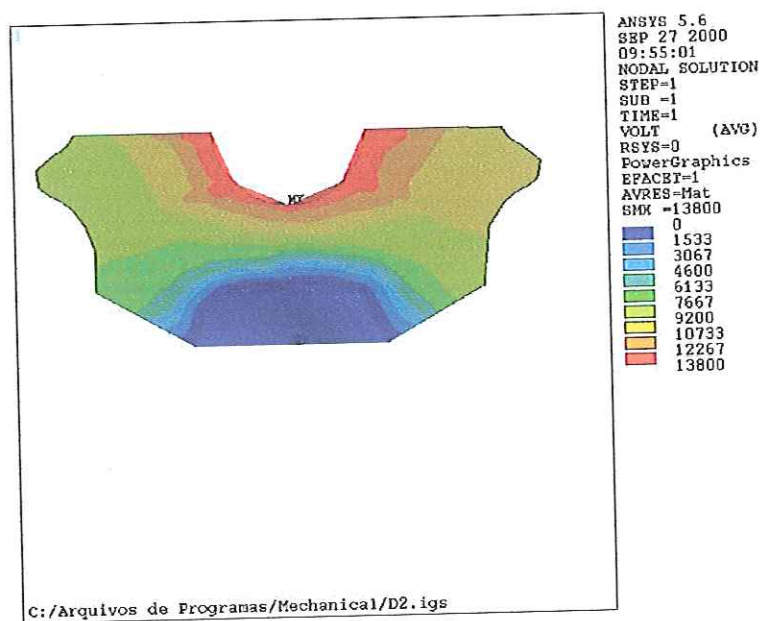 1
ANSYS 5.6
SEP 27 2000
09:55:01
NODAL SOLUTION
STEP=1
SUB =1
TIME=1
VOLT (AVG)
RSYS=0
PowerGraphics
EFACET=1
AVRES=Mat
SMX =13800
0
1533
3067
4600
6133
7667
9200
10733
12267
13800
MX
C:/Arquivos de Programas/Mechanical/D2.igs